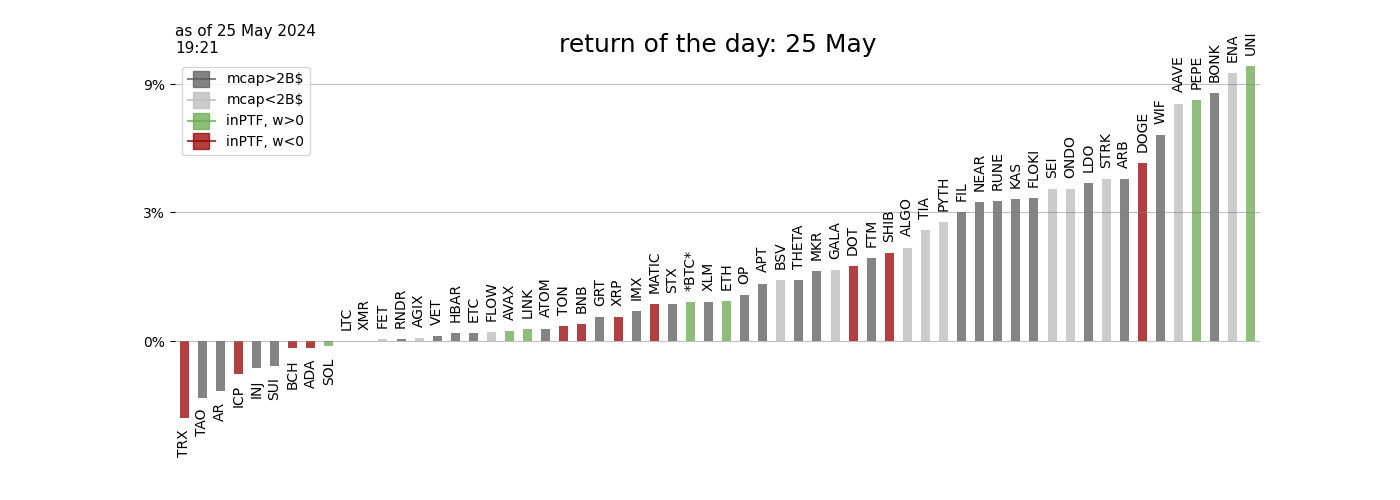 as of 25 May 2024
19:21
return of the day: 25 May
mcap>2B$
mcap<2B$
inPTF, w>0
inPTF, w<0
9%
3%
0%
TRX
TAO
AR
ICP
INJ
SUI
BCH
ADA
SOL
LTC
XMR
FET
RNDR
AGIX
VET
HBAR
ETC
FLOW
AVAX
LINK
ATOM
TON
BNB
GRT
XRP
IMX
MATIC
STX
*BTC*
XLM
ETH
OP
APT
BSV
THETA
MKR
GALA
DOT
FTM
SHIB
ALGO
TIA
PYTH
FIL
NEAR
RUNE
KAS
FLOKI
SEI
ONDO
LDO
STRK
ARB
DOGE
WIF
AAVE
PEPE
BONK
ENA
UNI